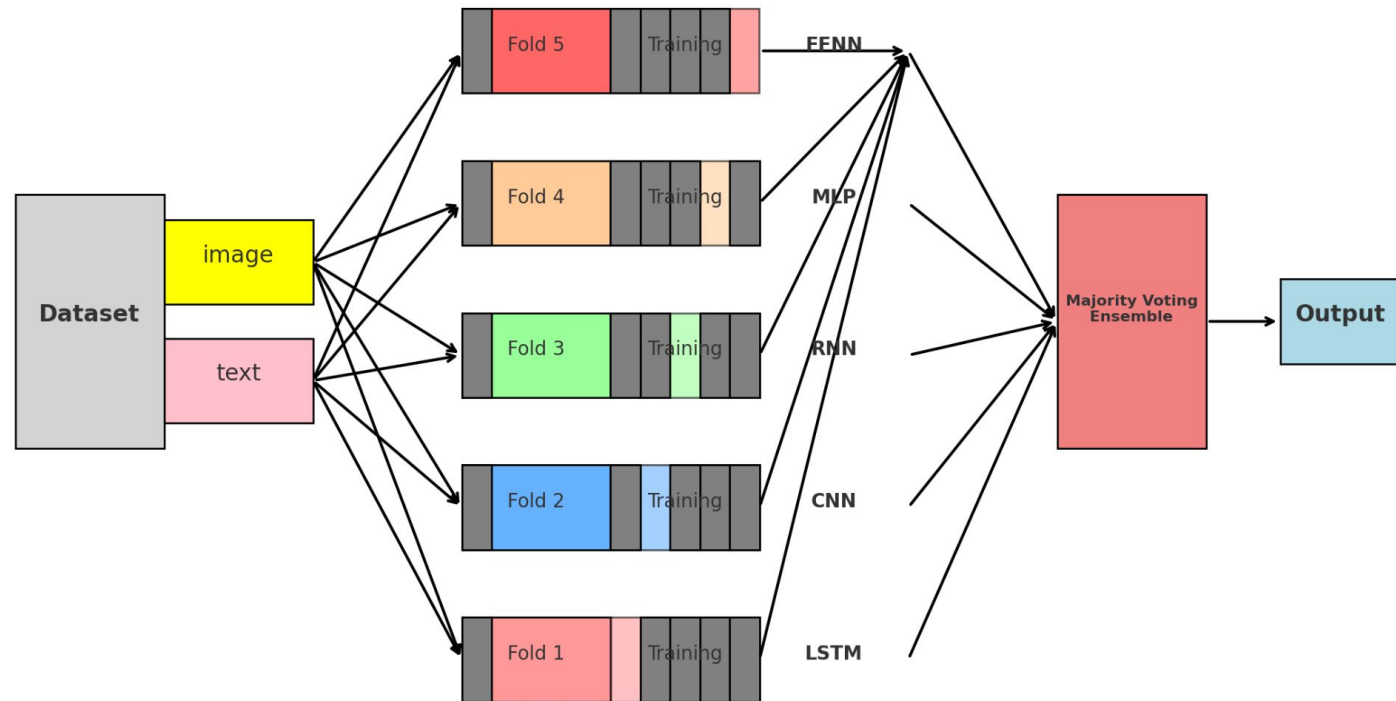 Dataset
image
text
Fold 5
Training
FFNN
Fold 4
Training
MLP
Fold 3
Training
RNN
Fold 2
Training
CNN
Fold 1
Training
LSTM
Majority Voting
Ensemble
Output